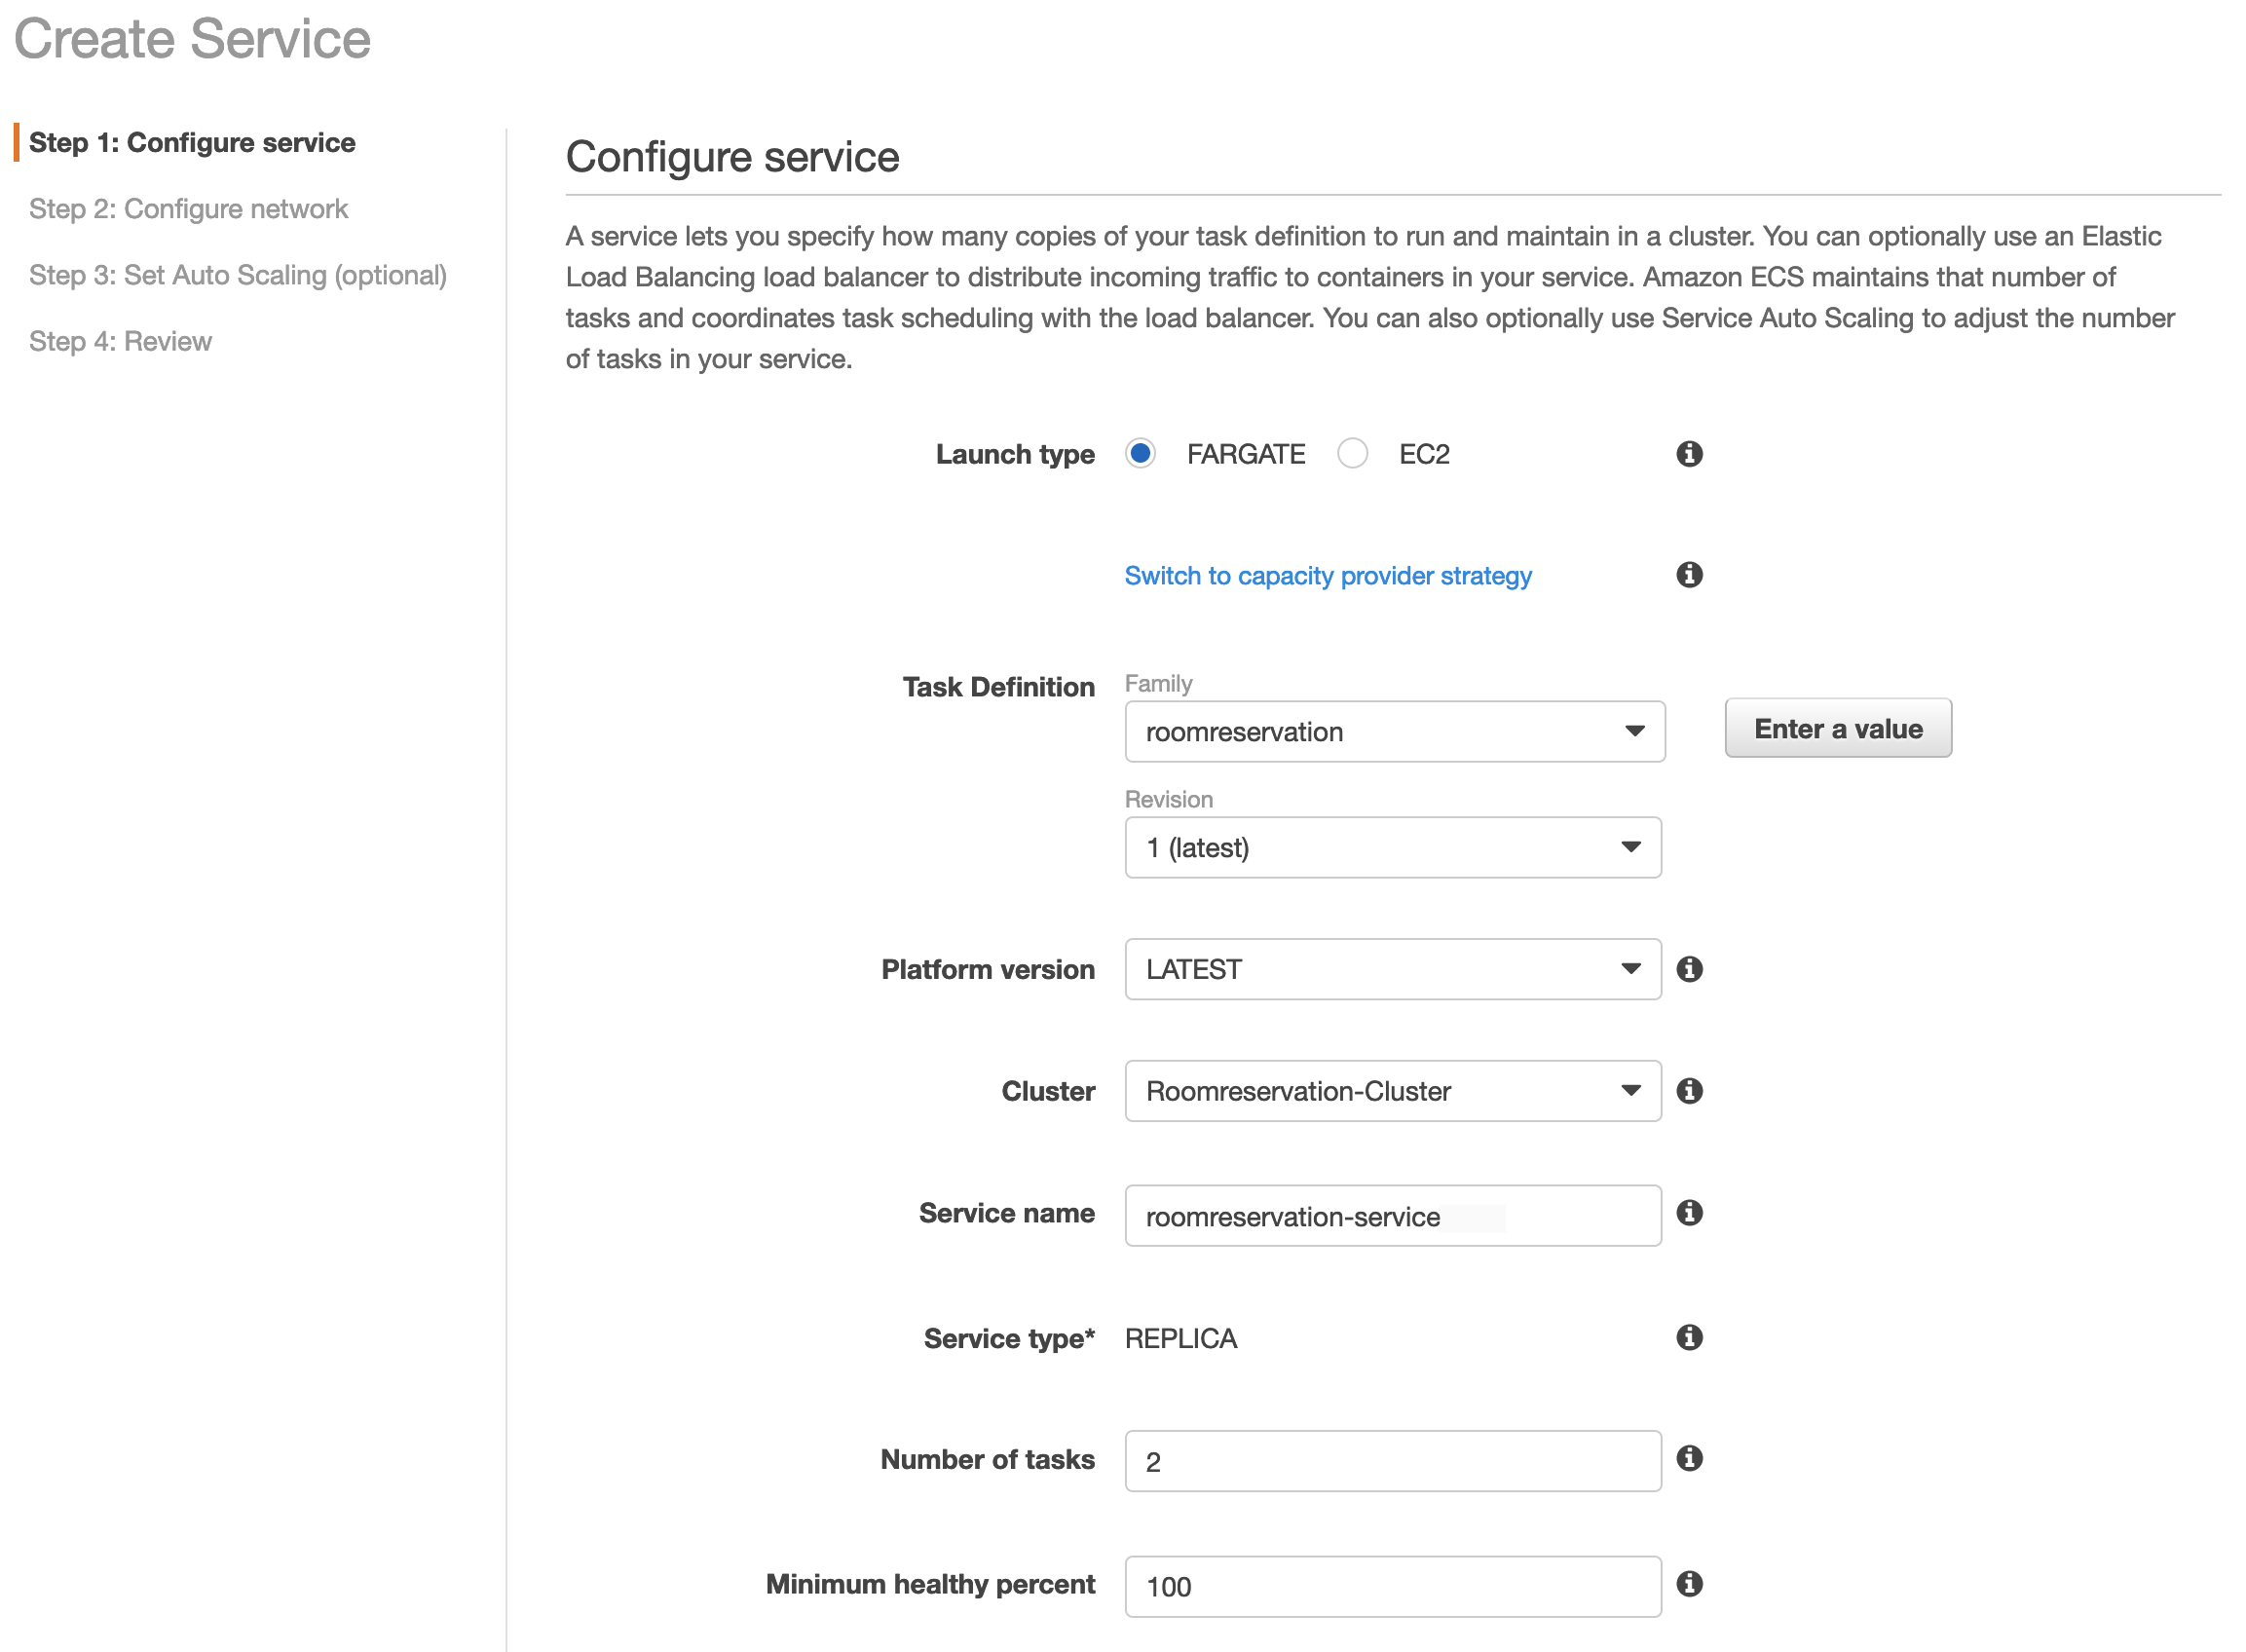 Create Service
Step 1: Configure service
Step 2: Configure network
Step 3: Set Auto Scaling (optional)
Step 4: Review
Configure service
A service lets you specify how many copies of your task definition to run and maintain in a cluster. You can optionally use an Elastic
Load Balancing load balancer to distribute incoming traffic to containers in your service. Amazon ECS maintains that number of
tasks and coordinates task scheduling with the load balancer. You can also optionally use Service Auto Scaling to adjust the number
of tasks in your service.
Launch type FARGATE EC2
Switch to capacity provider strategy
Task Definition Family
roomreservation Enter a value
Revision
1 (latest)
Platform version LATEST
Cluster Roomreservation-Cluster
Service name roomreservation-service
Service type* REPLICA
Number of tasks 2
Minimum healthy percent 100